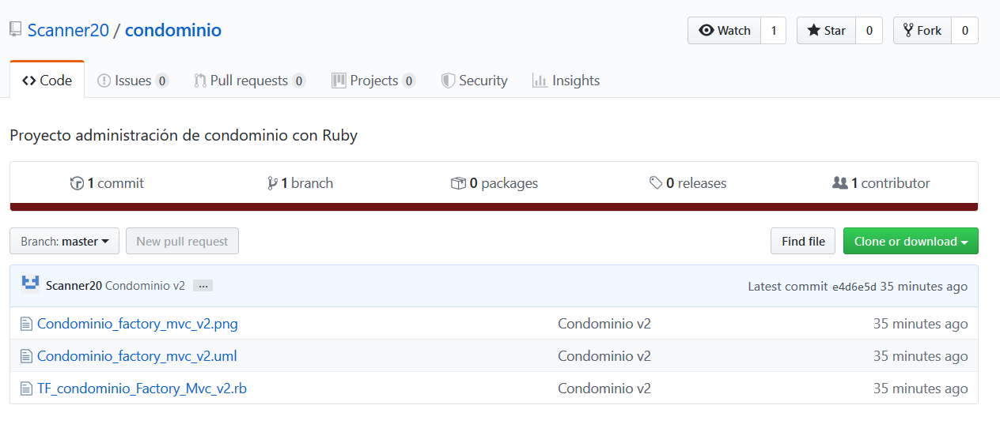 Scanner20 / condominio
Watch 1 Star 0 Fork 0
Code Issues 0 Pull requests 0 Projects 0 Security Insights
Proyecto administración de condominio con Ruby
1 commit 1 branch 0 packages 0 releases 1 contributor
Branch: master New pull request Find file Clone or download
Scanner20 Condominio v2 ... Latest commit e4d6e5d 35 minutes ago
Condominio_factory_mvc_v2.png Condominio v2 35 minutes ago
Condominio_factory_mvc_v2.uml Condominio v2 35 minutes ago
TF_condominio_Factory_Mvc_v2.rb Condominio v2 35 minutes ago